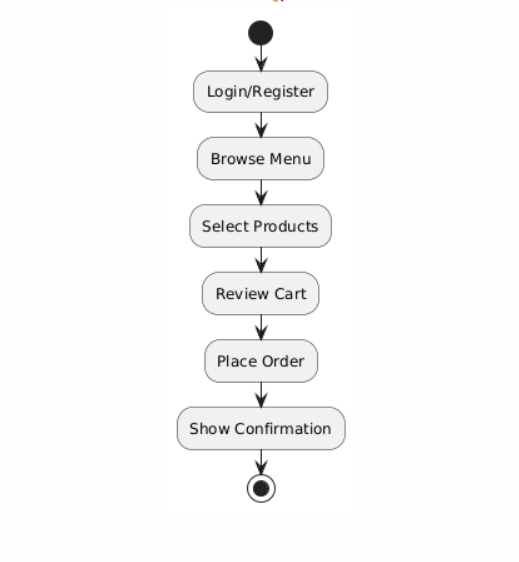 Login/Register
Browse Menu
Select Products
Review Cart
Place Order
Show Confirmation